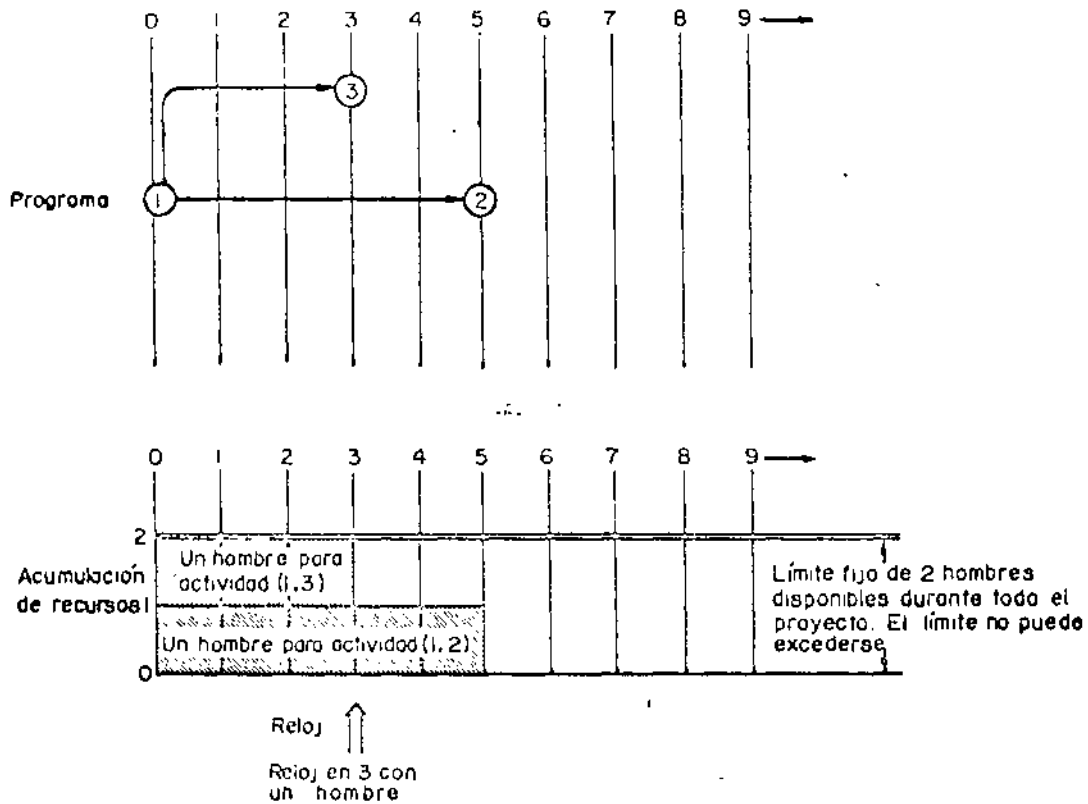 0 1 2 3 4 5 6 7 8 9
3
Programa
1
2
0 1 2 3 4 5 6 7 8 9
2
Un hombre para
actividad (1,3)
Acumulación
de recursos 1
Un hombre para actividad (1,2)
0
Límite fijo de 2 hombres
disponibles durante todo el
proyecto. El límite no puede
excederse
Reloj
Reloj en 3 con
un hombre